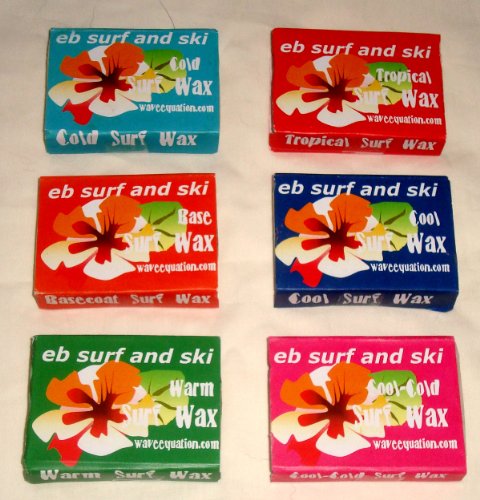 eb surf and ski
Cold
Surf Wax
waveequation.com
Cold Surf Wax
eb surf and ski
Tropical
Surf Wax
waveequation.com
Tropical Surf Wax
eb surf and ski
Base
Surf Wax
waveequation.com
Basecoat Surf Wax
eb surf and ski
Cool
Surf Wax
waveequation.com
Cool Surf Wax
eb surf and ski
Warm
Surf Wax
waveequation.com
Warm Surf Wax
eb surf and ski
Cool-Cold
Surf Wax
waveequation.com
Cool-Cold Surf Wax